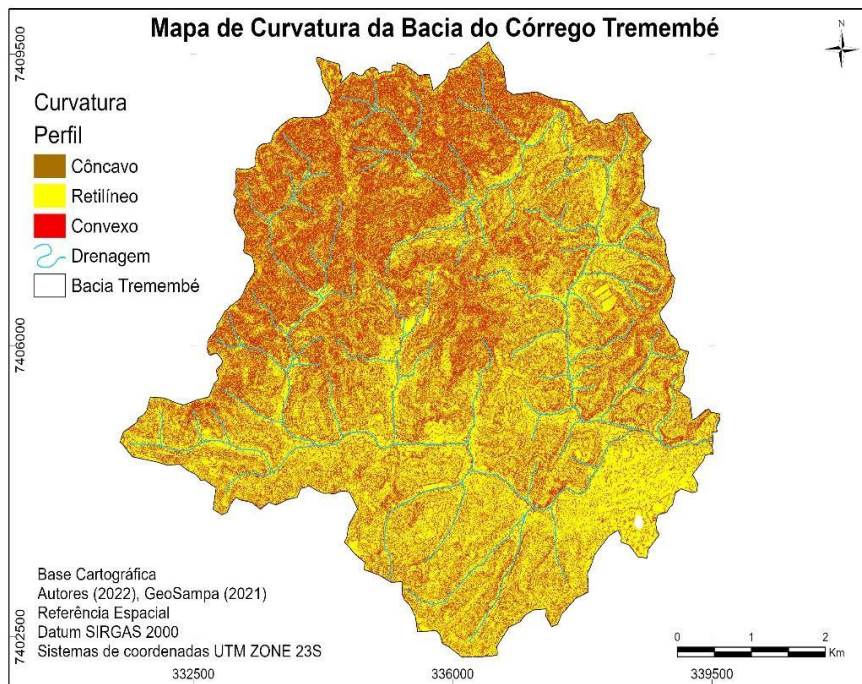 Mapa de Curvatura da Bacia do Córrego Tremembé
N
7409500
7406000
7402500
Curvatura
Perfil
Côncavo
Retilíneo
Convexo
Drenagem
Bacia Tremembé
Base Cartográfica
Autores (2022), GeoSampa (2021)
Referência Espacial
Datum SIRGAS 2000
Sistemas de coordenadas UTM ZONE 23S
0 1 2
Km
332500 336000 339500